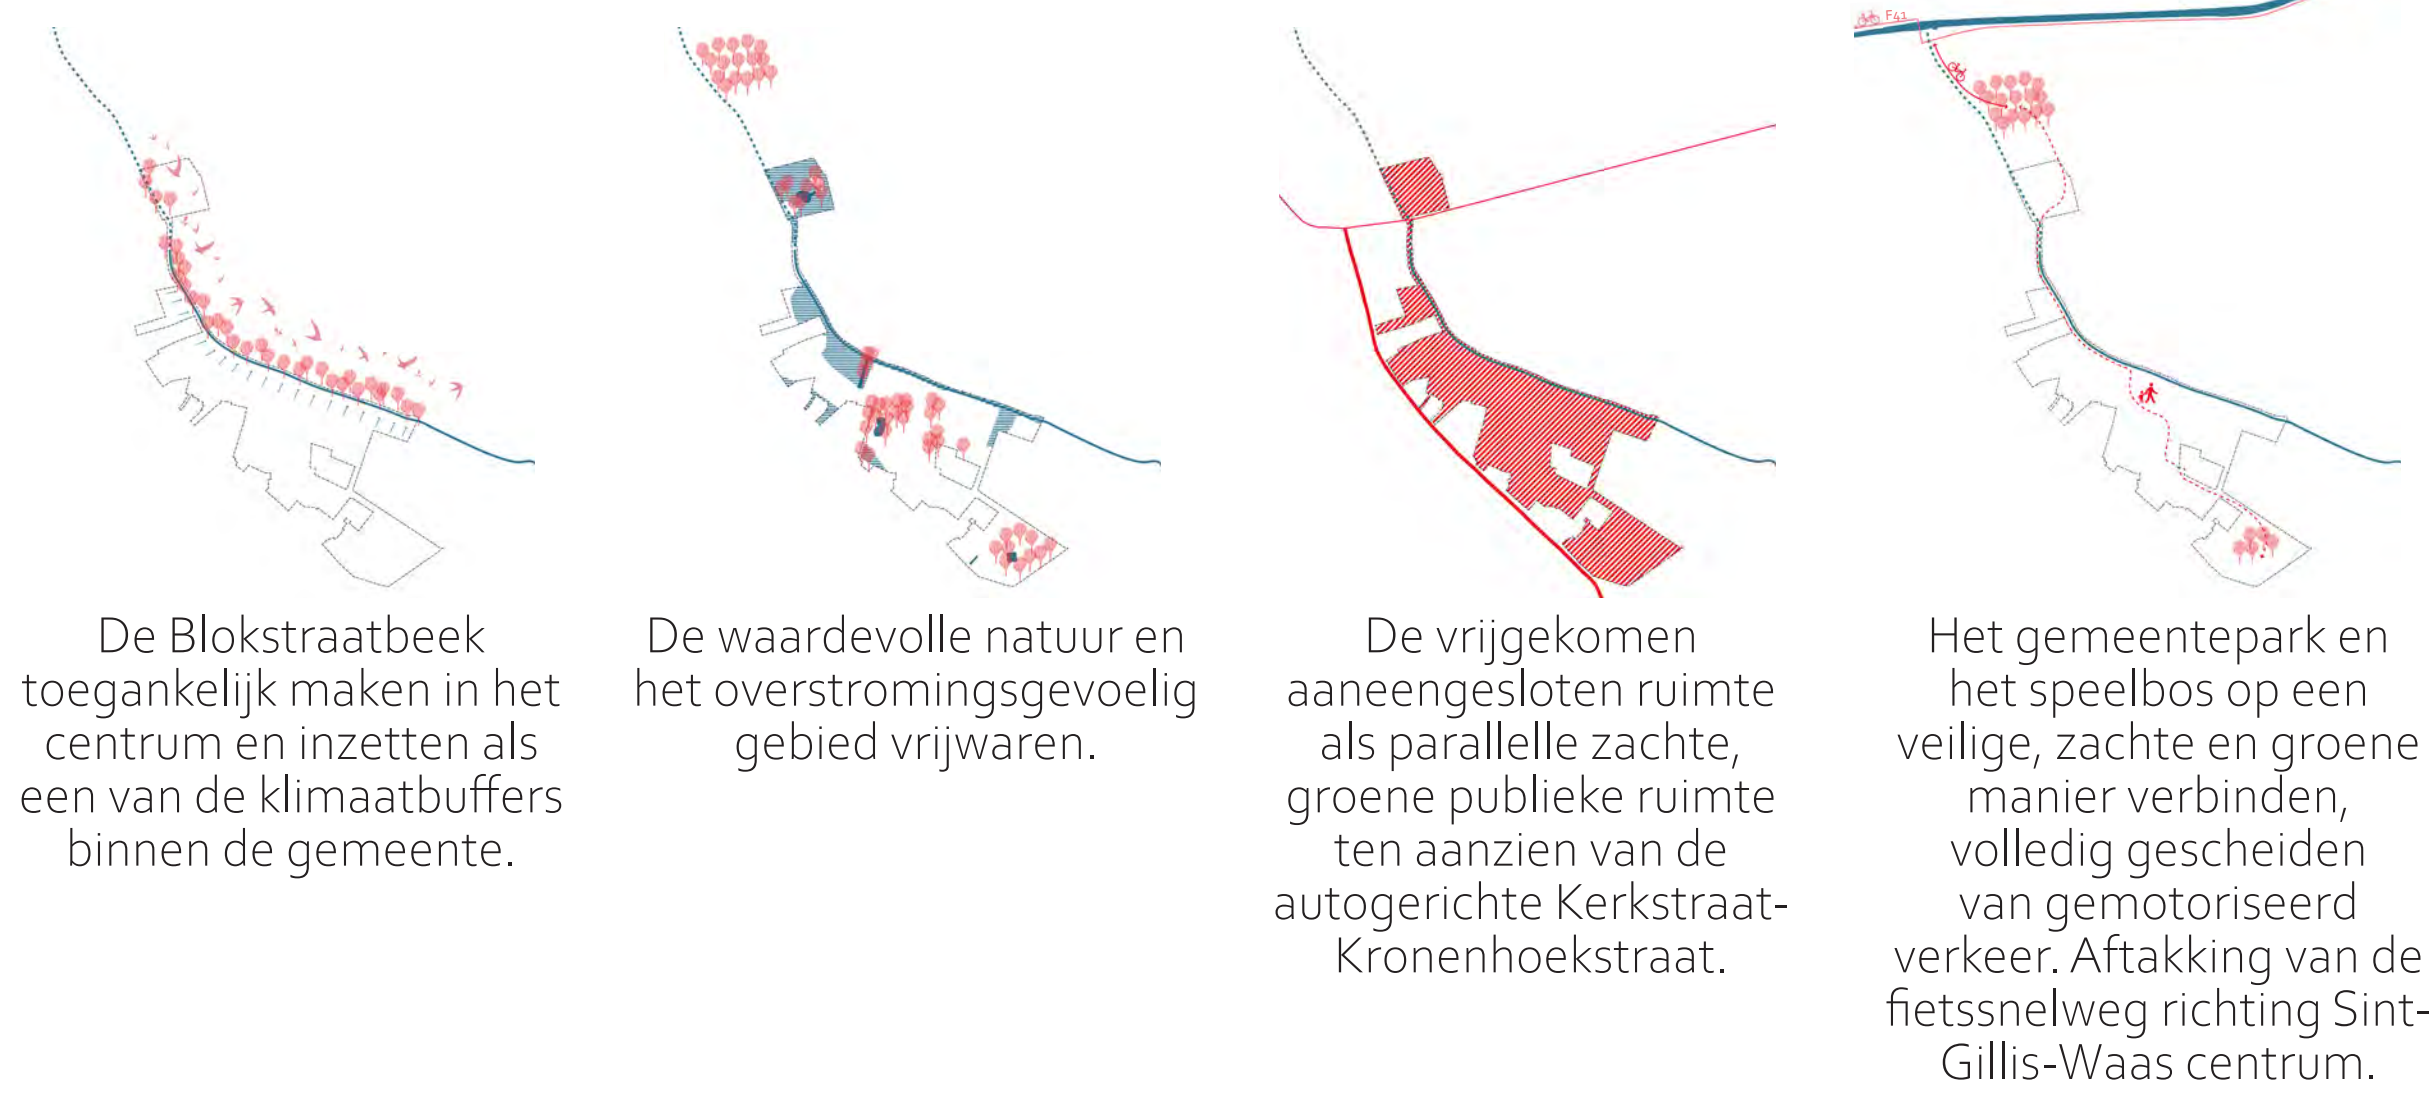 F41
De Blokstraatbeek
toegankelijk maken in het
centrum en inzetten als
een van de klimaatbuffers
binnen de gemeente.
De waardevolle natuur en
het overstromingsgevoelig
gebied vrijwaren.
De vrijgekomen
aaneengesloten ruimte
als parallelle zachte,
groene publieke ruimte
ten aanzien van de
autogerichte Kerkstraat-
Kronenhoekstraat.
Het gemeentepark en
het speelbos op een
veilige, zachte en groene
manier verbinden,
volledig gescheiden
van gemotoriseerd
verkeer. Aftakking van de
fietssnelweg richting Sint-
Gillis-Waas centrum.